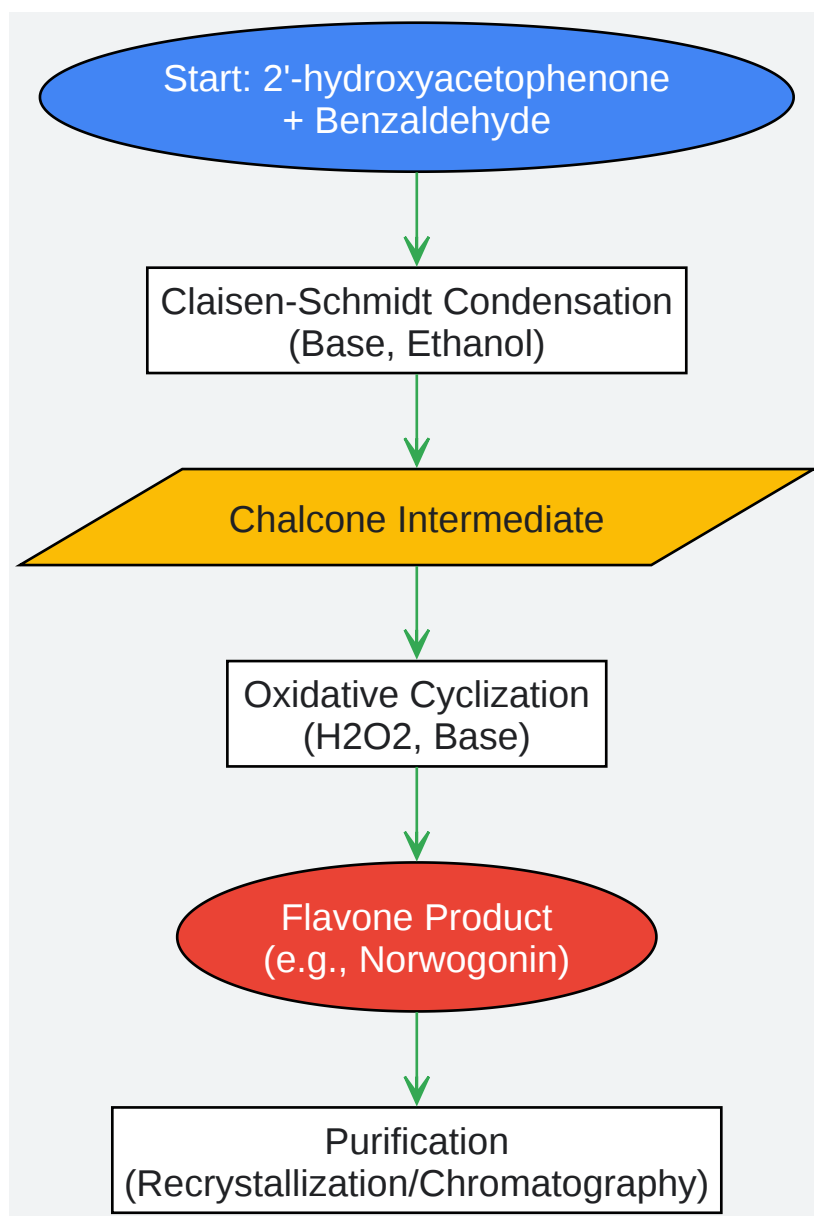 Start: 2'-hydroxyacetophenone
+ Benzaldehyde
Claisen-Schmidt Condensation
(Base, Ethanol)
Chalcone Intermediate
Oxidative Cyclization
(H2O2, Base)
Flavone Product
(e.g., Norwogonin)
Purification
(Recrystallization/Chromatography)